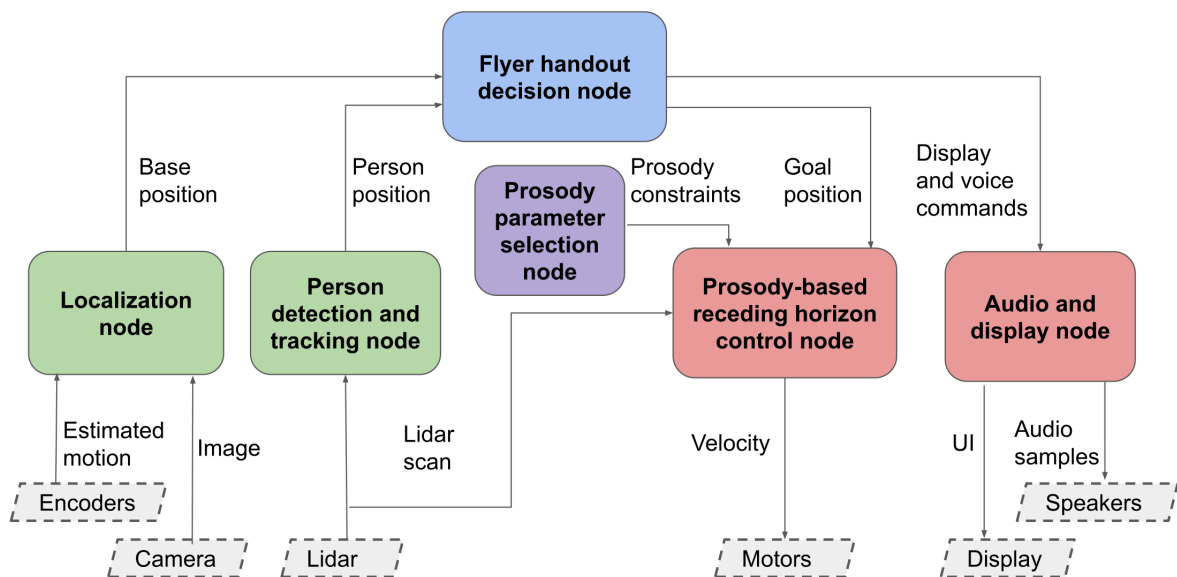 Flyer handout
decision node
Base
position
Person
position
Prosody
constraints
Goal
position
Display
and voice
commands
Prosody
parameter
selection
node
Localization
node
Person
detection and
tracking node
Prosody-based
receding horizon
control node
Audio and
display node
Estimated
motion
Image
Lidar
scan
Velocity
UI
Audio
samples
Encoders
Speakers
Camera
Lidar
Motors
Display